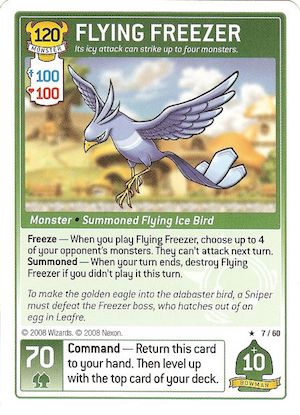 120
MONSTER
FLYING FREEZER
Its icy attack can strike up to four monsters.
100
100
Monster • Summoned Flying Ice Bird
Freeze — When you play Flying Freezer, choose up to 4
of your opponent's monsters. They can't attack next turn.
Summoned — When your turn ends, destroy Flying
Freezer if you didn't play it this turn.
To make the golden eagle into the alabaster bird, a Sniper
must defeat the Freezer boss, who hatches out of an
egg in Leafre.
© 2008 Wizards. © 2008 Nexon.
★ 7 / 60
70
Command — Return this card
to your hand. Then level up
with the top card of your deck.
10
BOWMAN